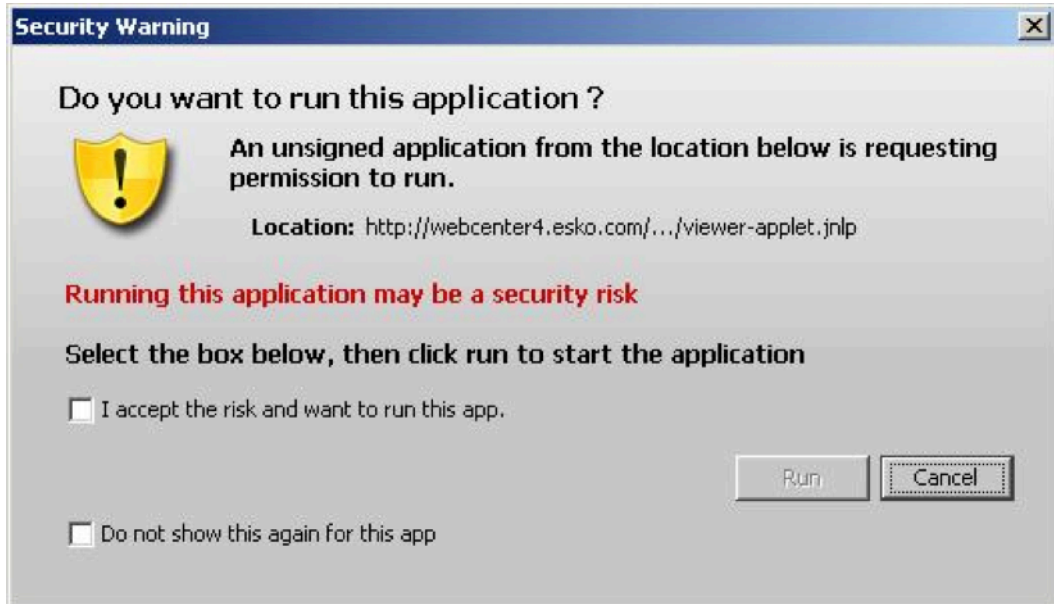 Security Warning
Do you want to run this application ?
An unsigned application from the location below is requesting
permission to run.
Location: http://webcenter4.esko.com/.../viewer-applet.jnlp
Running this application may be a security risk
Select the box below, then click run to start the application
I accept the risk and want to run this app.
Run Cancel
Do not show this again for this app